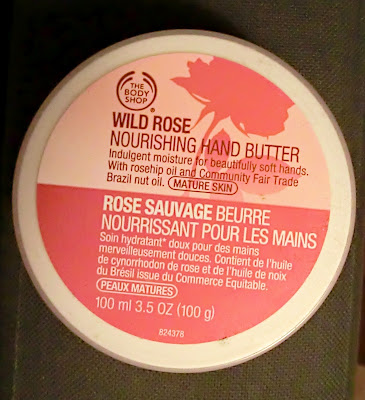 THE
BODY
SHOP®
WILD ROSE
NOURISHING HAND BUTTER
Indulgent moisture for beautifully soft hands.
With rosehip oil and Community Fair Trade
Brazil nut oil. MATURE SKIN
ROSE SAUVAGE BEURRE
NOURRISSANT POUR LES MAINS
Soin hydratant* doux pour des mains
merveilleusement douces. Contient de l'huile
de cynorrhodon de rose et de l'huile de noix
du Brésil issue du Commerce Equitable.
PEAUX MATURES
100 ml 3.5 OZ (100 g)
824378